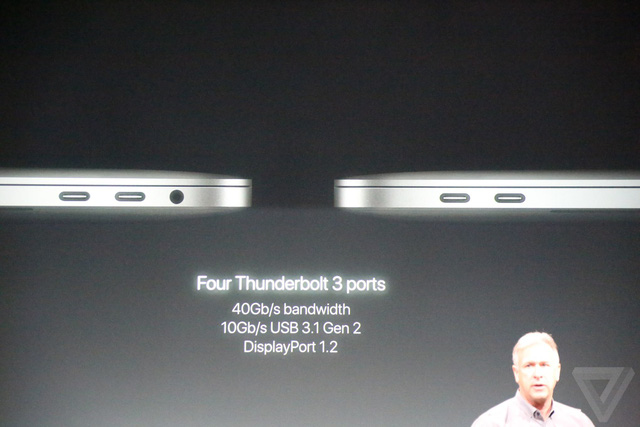 Four Thunderbolt 3 ports
40Gb/s bandwidth
10Gb/s USB 3.1 Gen 2
DisplayPort 1.2